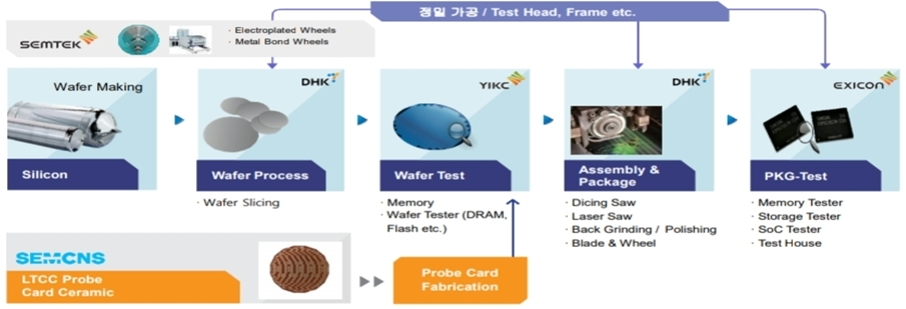 정밀 가공 / Test Head, Frame etc.
SEMTEK
· Electroplated Wheels
· Metal Bond Wheels
Wafer Making
Silicon
DHK
Wafer Process
· Wafer Slicing
YIKC
Wafer Test
· Memory
· Wafer Tester (DRAM,
Flash etc.)
DHK
Assembly &
Package
· Dicing Saw
· Laser Saw
· Back Grinding / Polishing
· Blade & Wheel
EXICON
PKG-Test
· Memory Tester
· Storage Tester
· SoC Tester
· Test House
SEMCNS
LTCC Probe
Card Ceramic
Probe Card
Fabrication